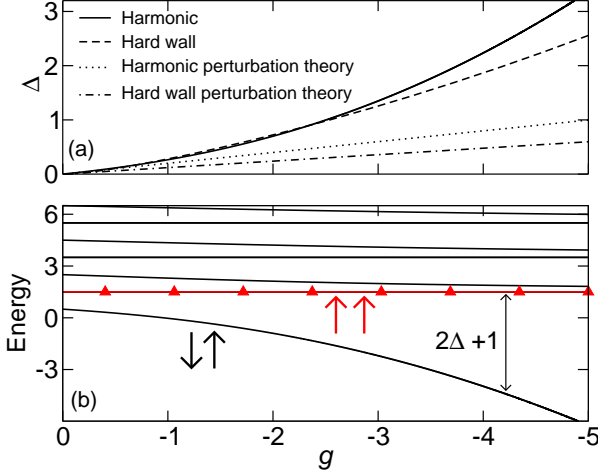 3
2
1
0
Δ
Harmonic
Hard wall
Harmonic perturbation theory
Hard wall perturbation theory
(a)
6
3
0
-3
Energy
2Δ +1
(b)
0 -1 -2 -3 -4 -5
g